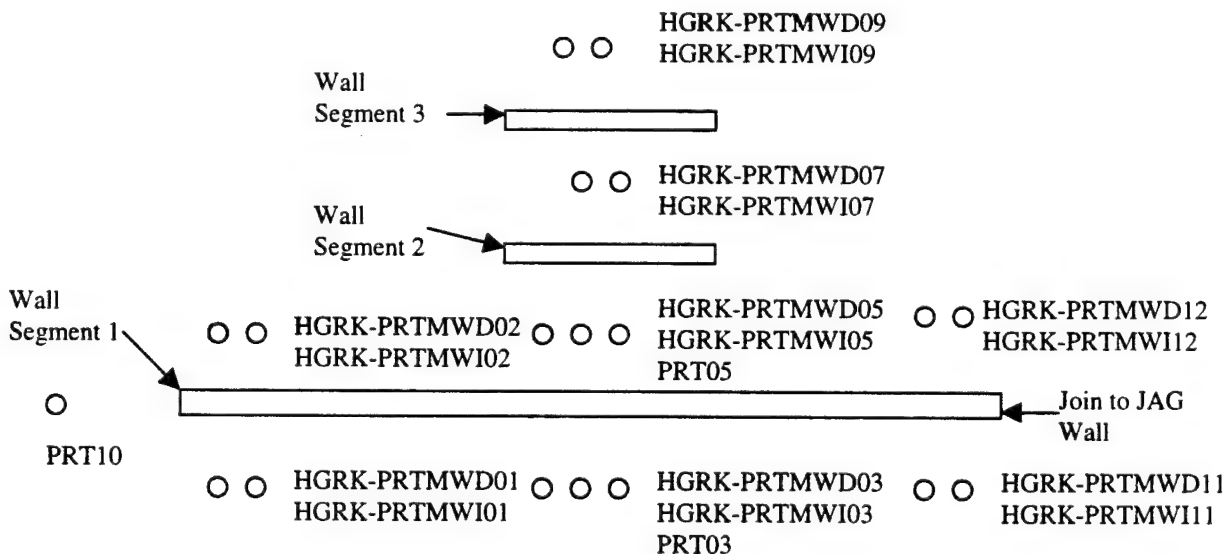 HGRK-PRTMWD09
HGRK-PRTMWI09
Wall
Segment 3
HGRK-PRTMWD07
HGRK-PRTMWI07
Wall
Segment 2
Wall
Segment 1
HGRK-PRTMWD02
HGRK-PRTMWI02
HGRK-PRTMWD05
HGRK-PRTMWI05
PRT05
HGRK-PRTMWD12
HGRK-PRTMWI12
Join to JAG
Wall
PRT10
HGRK-PRTMWD01
HGRK-PRTMWI01
HGRK-PRTMWD03
HGRK-PRTMWI03
PRT03
HGRK-PRTMWD11
HGRK-PRTMWI11